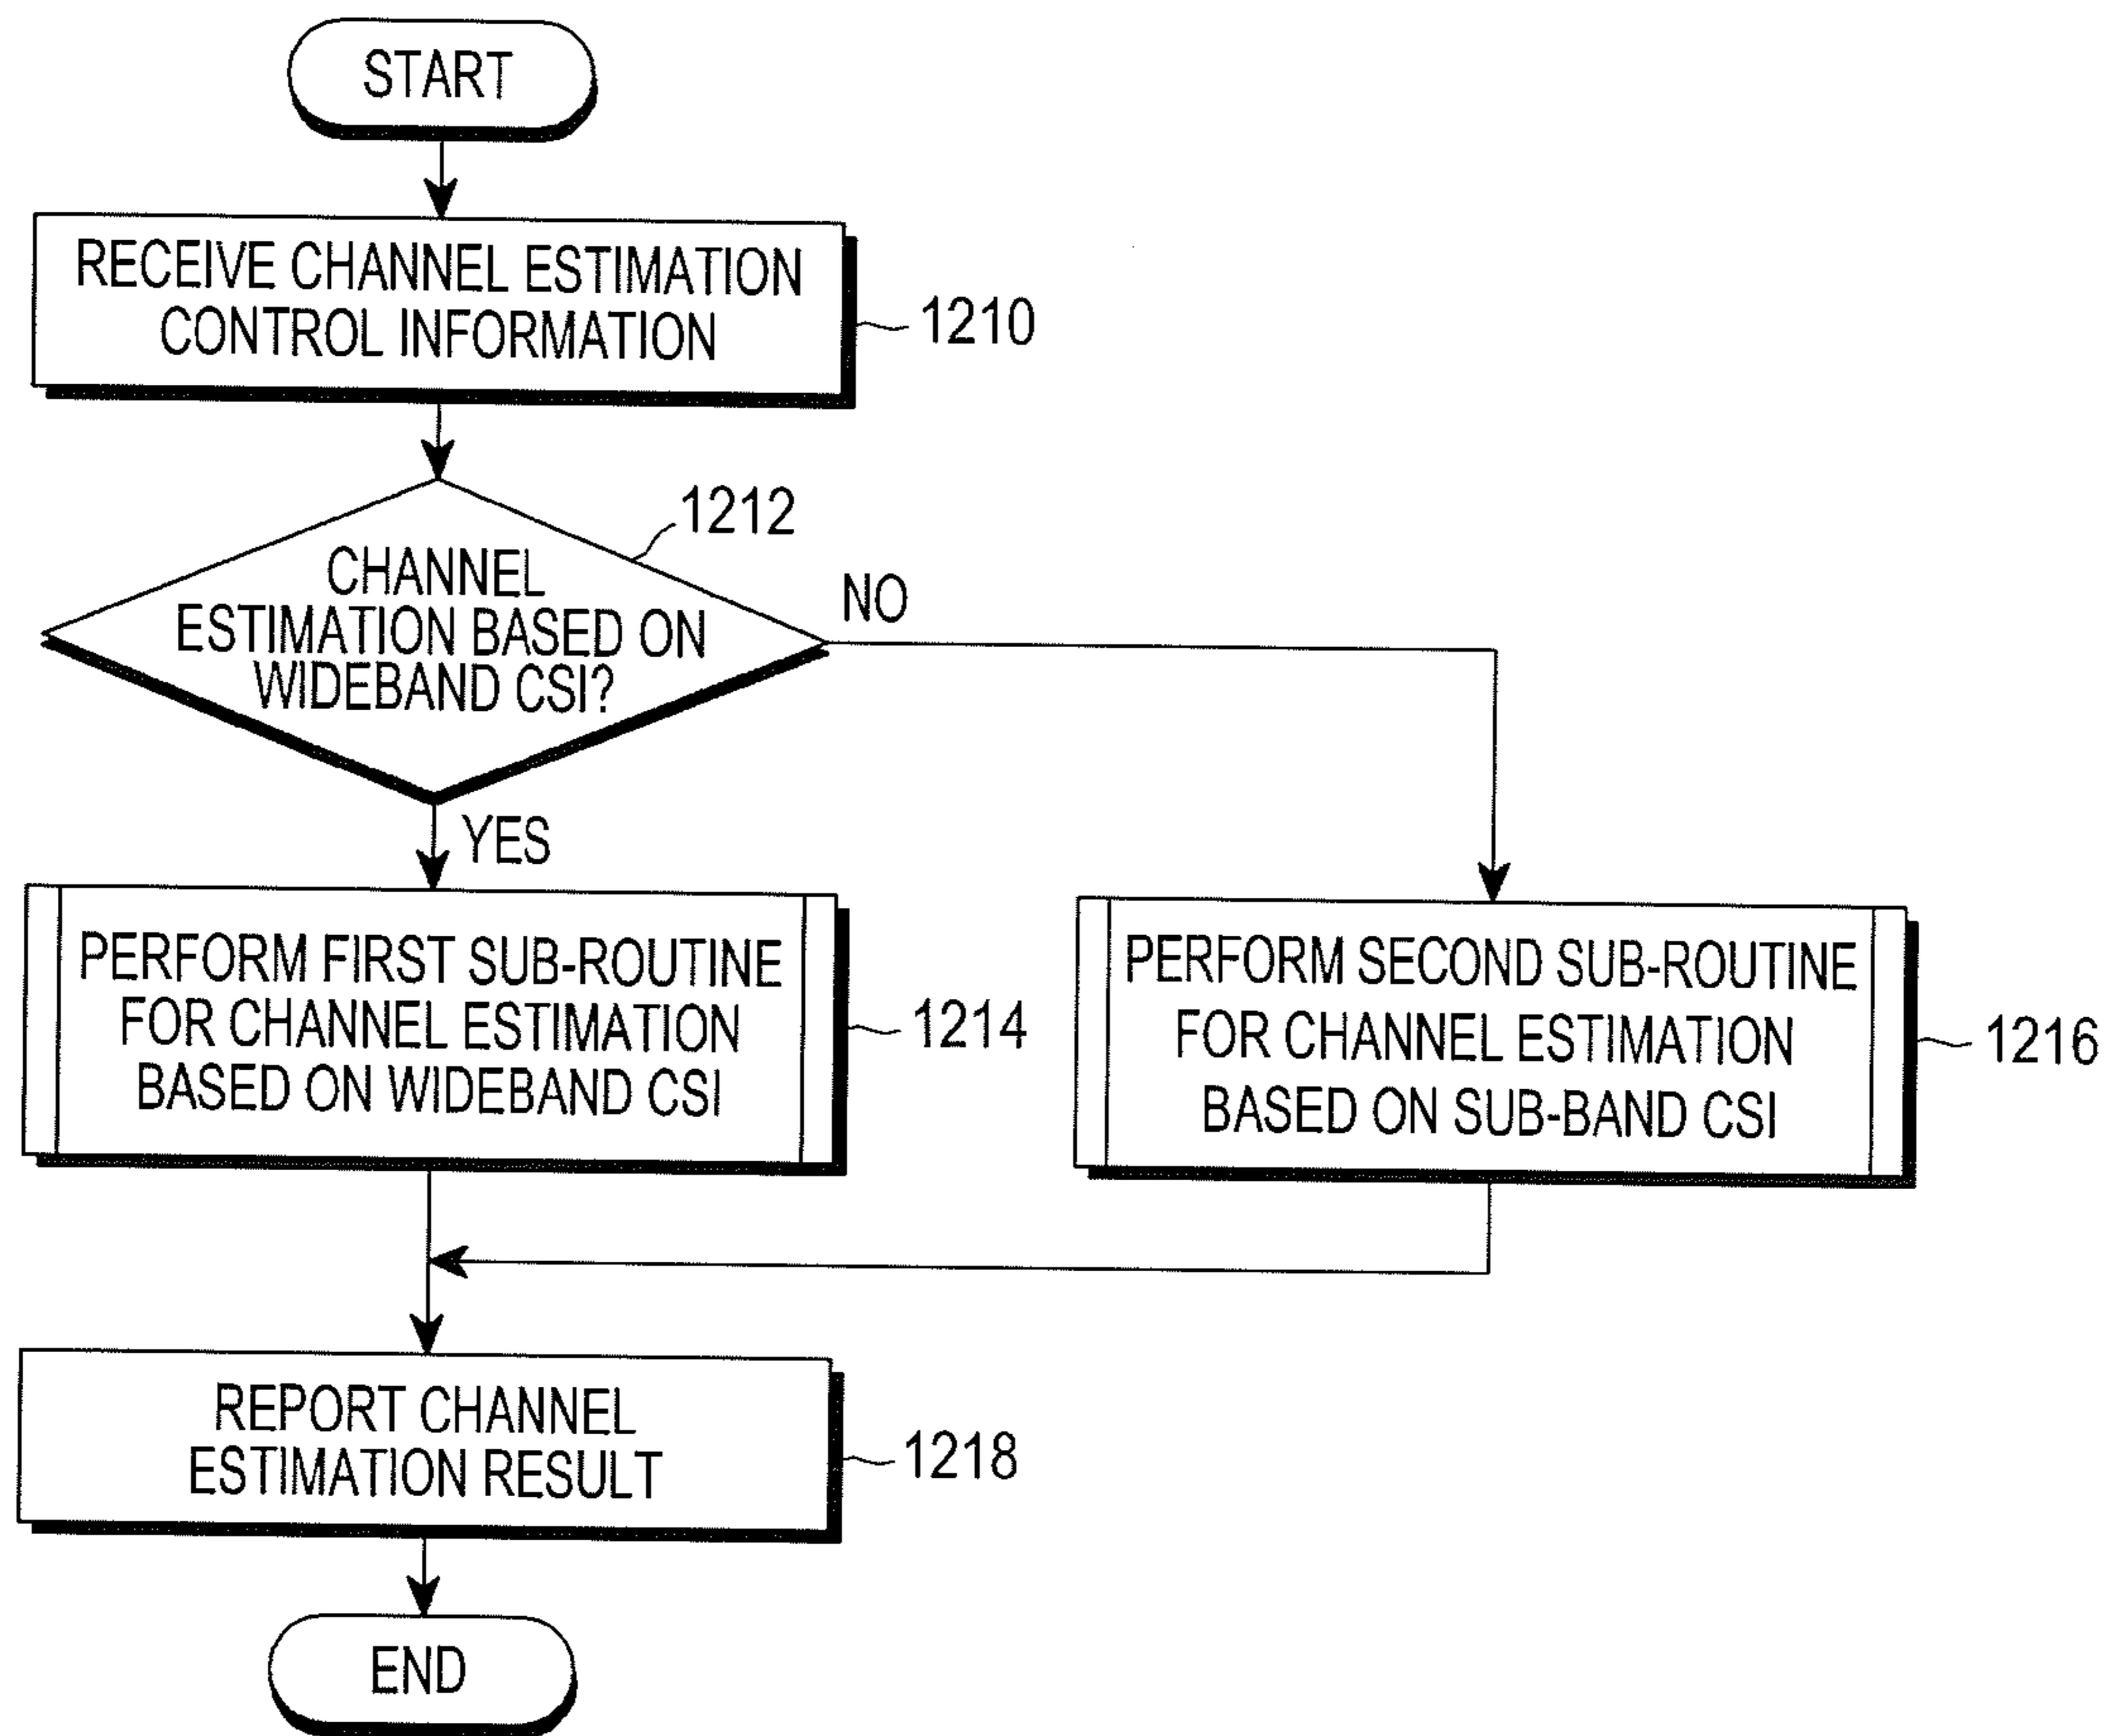 START
RECEIVE CHANNEL ESTIMATION
CONTROL INFORMATION
1210
1212
CHANNEL
ESTIMATION BASED ON
WIDEBAND CSI?
NO
YES
PERFORM FIRST SUB-ROUTINE
FOR CHANNEL ESTIMATION
BASED ON WIDEBAND CSI
1214
PERFORM SECOND SUB-ROUTINE
FOR CHANNEL ESTIMATION
BASED ON SUB-BAND CSI
1216
REPORT CHANNEL
ESTIMATION RESULT
1218
END